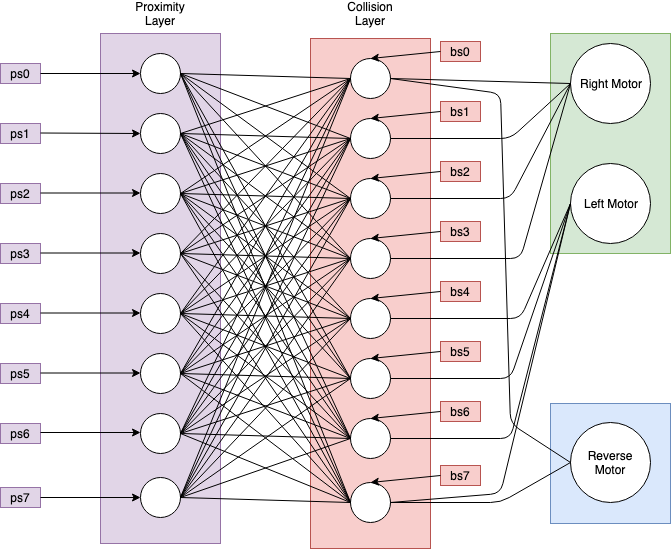 Proximity
Layer
Collision
Layer
ps0
ps1
ps2
ps3
ps4
ps5
ps6
ps7
bs0
bs1
bs2
bs3
bs4
bs5
bs6
bs7
Right Motor
Left Motor
Reverse
Motor